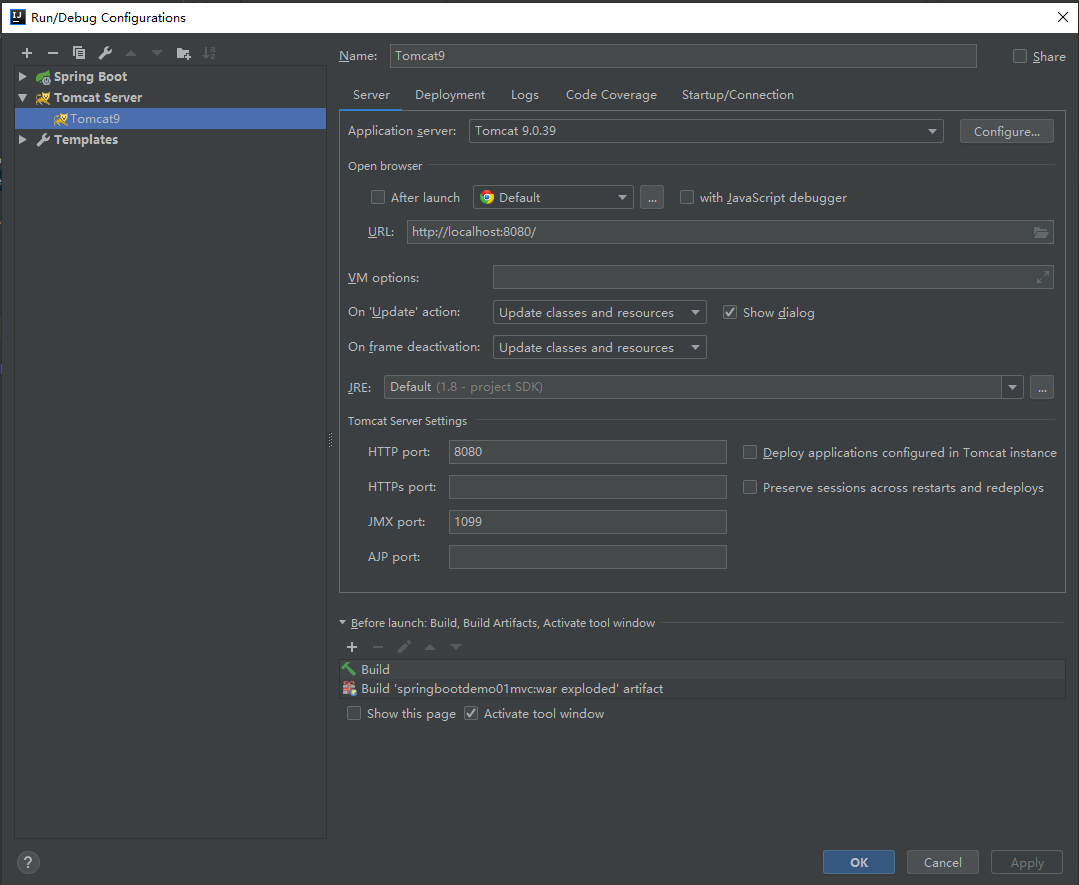 Run/Debug Configurations
Spring Boot
Tomcat Server
Tomcat9
Templates
Name: Tomcat9 Share
Server Deployment Logs Code Coverage Startup/Connection
Application server: Tomcat 9.0.39 Configure...
Open browser
After launch Default ... with JavaScript debugger
URL: http://localhost:8080/
VM options:
On 'Update' action: Update classes and resources Show dialog
On frame deactivation: Update classes and resources
JRE: Default (1.8 - project SDK) ...
Tomcat Server Settings
HTTP port: 8080 Deploy applications configured in Tomcat instance
HTTPs port: Preserve sessions across restarts and redeploys
JMX port: 1099
AJP port:
Before launch: Build, Build Artifacts, Activate tool window
Build
Build 'springbootdemo01mvc:war exploded' artifact
Show this page Activate tool window
? OK Cancel Apply